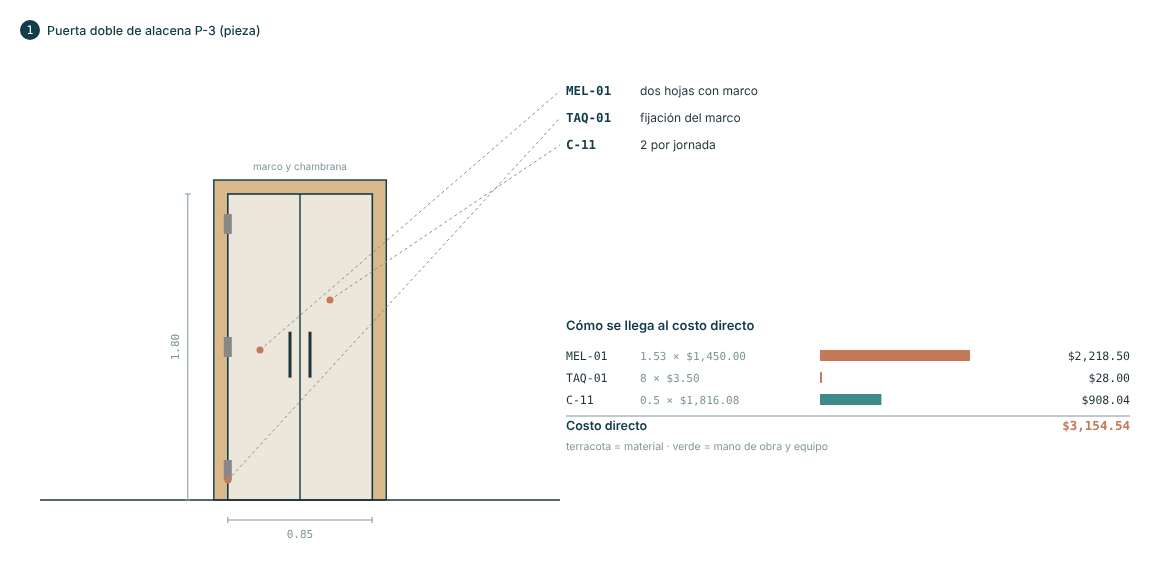 1 Puerta doble de alacena P-3 (pieza)
MEL-01 dos hojas con marco
TAQ-01 fijación del marco
C-11 2 por jornada
marco y chambrana
1.80
0.85
Cómo se llega al costo directo
MEL-01 1.53 × $1,450.00 $2,218.50
TAQ-01 8 × $3.50 $28.00
C-11 0.5 × $1,816.08 $908.04
Costo directo $3,154.54
terracota = material · verde = mano de obra y equipo